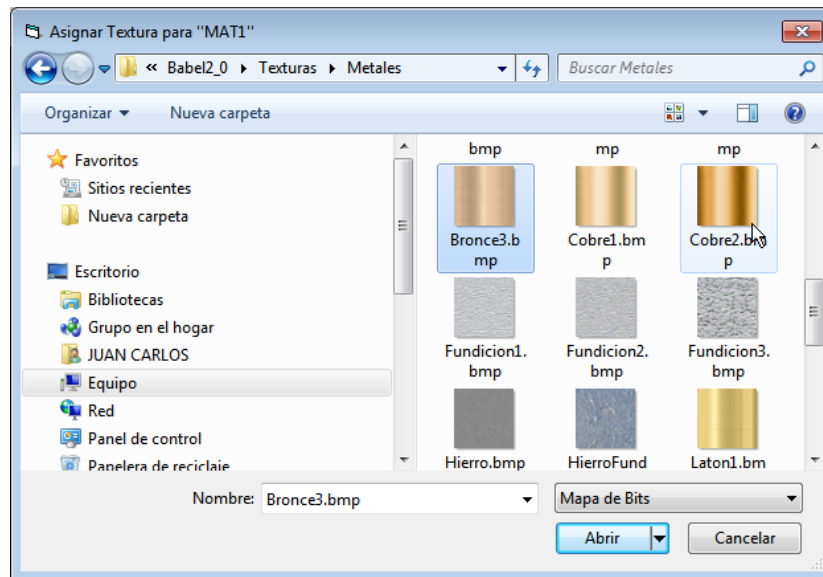 Asignar Textura para "MAT1"
« Babel2_0 Texturas Metales
Buscar Metales
Organizar Nueva carpeta
Favoritos
Sitios recientes
Nueva carpeta
Escritorio
Bibliotecas
Grupo en el hogar
JUAN CARLOS
Equipo
Red
Panel de control
Papelera de reciclaje
bmp mp mp
Bronce3.b Cobre1.bm Cobre2.bm
mp p p
Fundicion1. Fundicion2. Fundicion3.
bmp bmp bmp
Hierro.bmp HierroFund Laton1.bm
Nombre: Bronce3.bmp Mapa de Bits
Abrir Cancelar